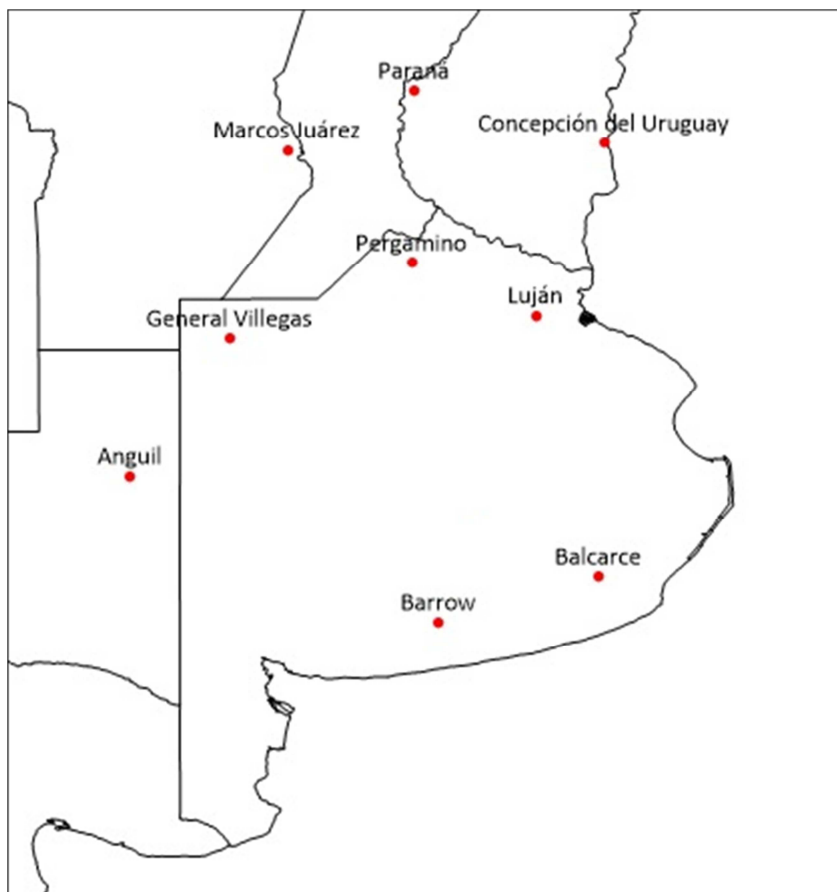 Paraná
Marcos Juárez
Concepción del Uruguay
Pergamino
Luján
General Villegas
Anguil
Balcarce
Barrow